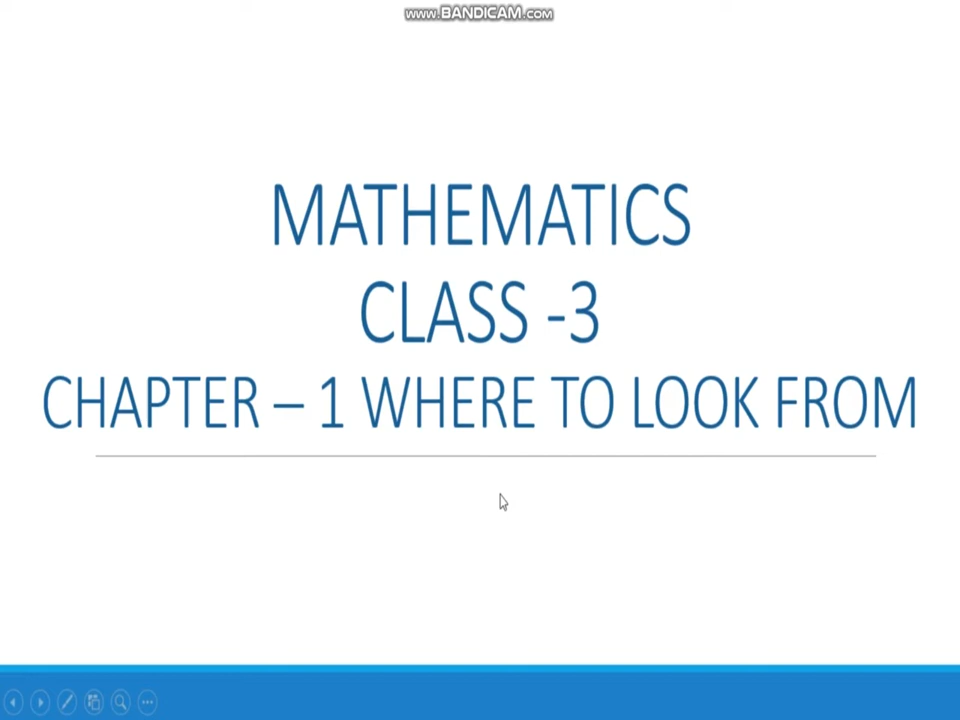 www.BANDICAM.com
MATHEMATICS
CLASS -3
CHAPTER – 1 WHERE TO LOOK FROM